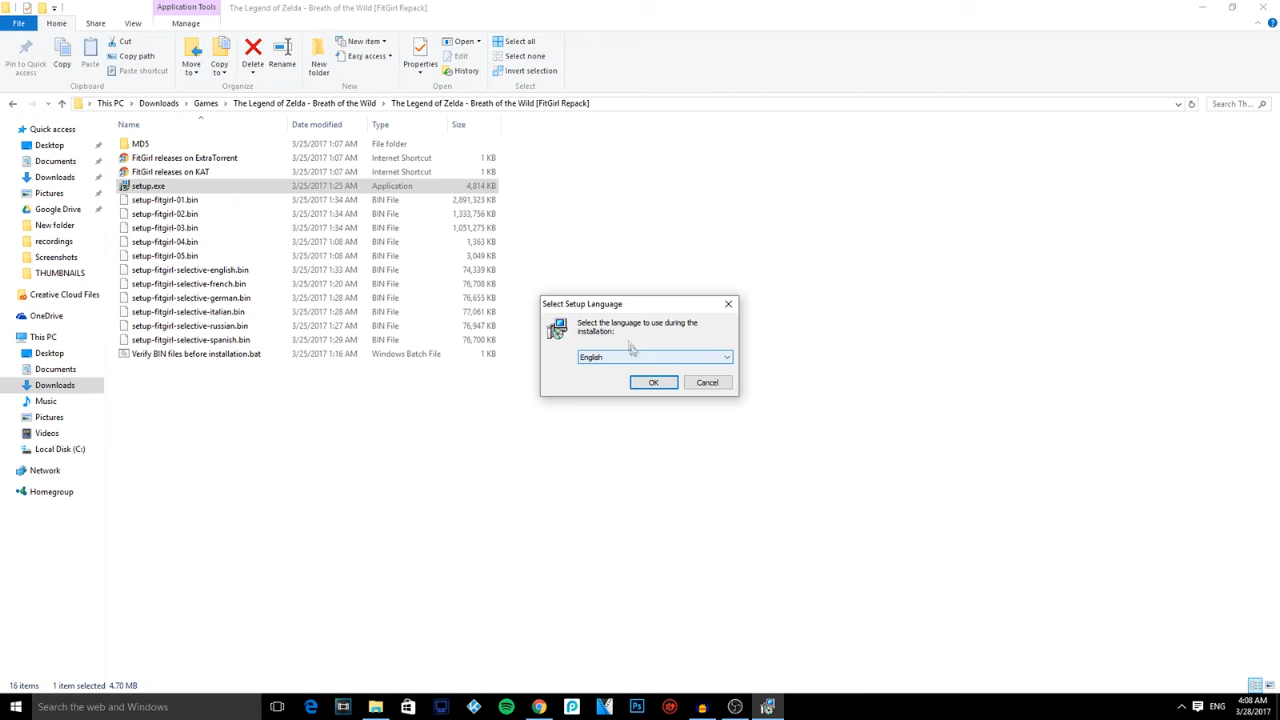 Application Tools
The Legend of Zelda - Breath of the Wild [FitGirl Repack]
File
Home
Share
View
Manage
Pin to Quick access
Copy
Paste
Cut
Copy path
Paste shortcut
Move to
Copy to
Delete
Rename
New folder
New item
Easy access
Properties
Open
Edit
History
Select all
Select none
Invert selection
Clipboard
Organize
New
Open
Select
This PC > Downloads > Games > The Legend of Zelda - Breath of the Wild > The Legend of Zelda - Breath of the Wild [FitGirl Repack]
Search Th...
Name Date modified Type Size
MD5 3/25/2017 1:07 AM File folder
FitGirl releases on ExtraTorrent 3/25/2017 1:07 AM Internet Shortcut 1 KB
FitGirl releases on KAT 3/25/2017 1:07 AM Internet Shortcut 1 KB
setup.exe 3/25/2017 1:25 AM Application 4,814 KB
setup-fitgirl-01.bin 3/25/2017 1:34 AM BIN File 2,891,323 KB
setup-fitgirl-02.bin 3/25/2017 1:34 AM BIN File 1,333,756 KB
setup-fitgirl-03.bin 3/25/2017 1:34 AM BIN File 1,051,275 KB
setup-fitgirl-04.bin 3/25/2017 1:08 AM BIN File 1,363 KB
setup-fitgirl-05.bin 3/25/2017 1:34 AM BIN File 3,049 KB
setup-fitgirl-selective-english.bin 3/25/2017 1:33 AM BIN File 74,339 KB
setup-fitgirl-selective-french.bin 3/25/2017 1:20 AM BIN File 76,708 KB
setup-fitgirl-selective-german.bin 3/25/2017 1:28 AM BIN File 76,655 KB
setup-fitgirl-selective-italian.bin 3/25/2017 1:28 AM BIN File 77,061 KB
setup-fitgirl-selective-russian.bin 3/25/2017 1:27 AM BIN File 76,947 KB
setup-fitgirl-selective-spanish.bin 3/25/2017 1:29 AM BIN File 76,700 KB
Verify BIN files before installation.bat 3/25/2017 1:16 AM Windows Batch File 1 KB
Quick access
Desktop
Documents
Downloads
Pictures
Google Drive
New folder
recordings
Screenshots
THUMBNAILS
Creative Cloud Files
OneDrive
This PC
Desktop
Documents
Downloads
Music
Pictures
Videos
Local Disk (C:)
Network
Homegroup
Select Setup Language
Select the language to use during the
installation:
English
OK
Cancel
16 items 1 item selected 4.70 MB
Search the web and Windows
ENG
4:08 AM
3/28/2017